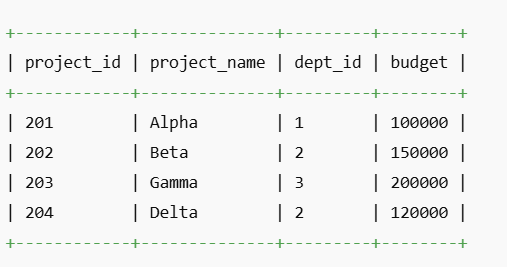 +------------+--------------+---------+--------+
| project_id | project_name | dept_id | budget |
+------------+--------------+---------+--------+
| 201        | Alpha        | 1       | 100000 |
| 202        | Beta         | 2       | 150000 |
| 203        | Gamma        | 3       | 200000 |
| 204        | Delta        | 2       | 120000 |
+------------+--------------+---------+--------+